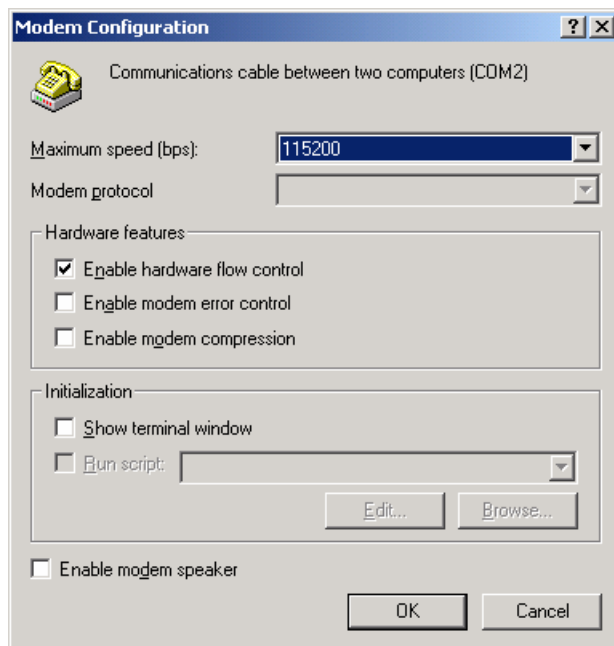 Modem Configuration
Communications cable between two computers (COM2)
Maximum speed (bps): 115200
Modem protocol
Hardware features
Enable hardware flow control
Enable modem error control
Enable modem compression
Initialization
Show terminal window
Run script:
Edit... Browse...
Enable modem speaker
OK Cancel